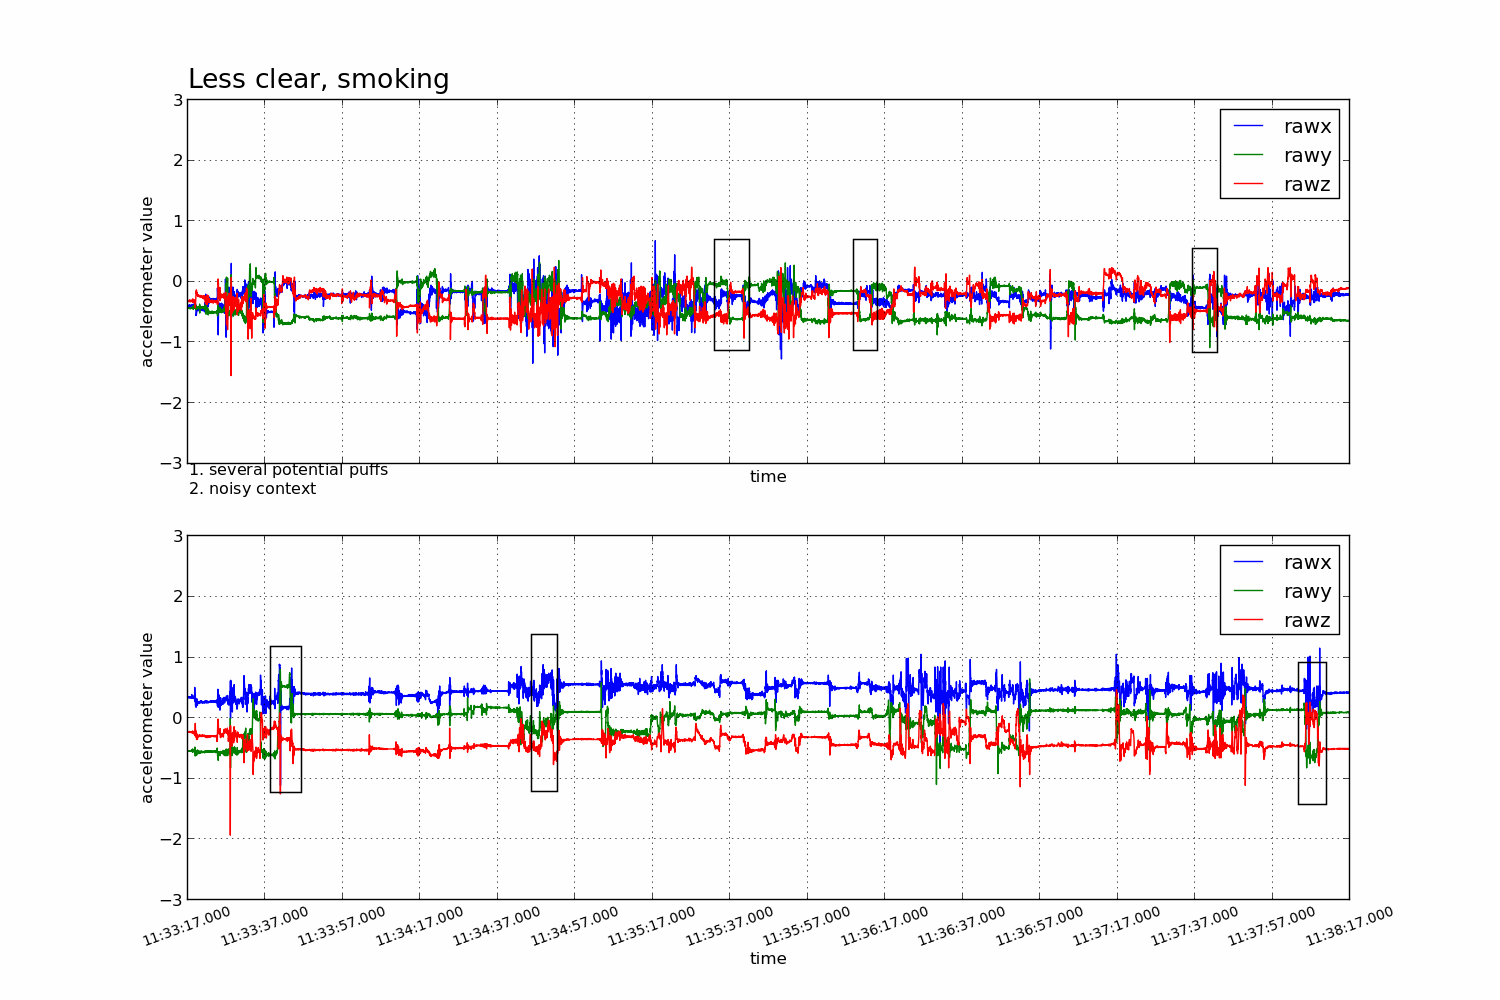 Less clear, smoking
3
2
1
0
−1
−2
−3
accelerometer value
rawx
rawy
rawz
time
1. several potential puffs
2. noisy context
3
2
1
0
−1
−2
−3
accelerometer value
rawx
rawy
rawz
11:33:17.000
11:33:37.000
11:33:57.000
11:34:17.000
11:34:37.000
11:34:57.000
11:35:17.000
11:35:37.000
11:35:57.000
11:36:17.000
11:36:37.000
11:36:57.000
11:37:17.000
11:37:37.000
11:37:57.000
11:38:17.000
time